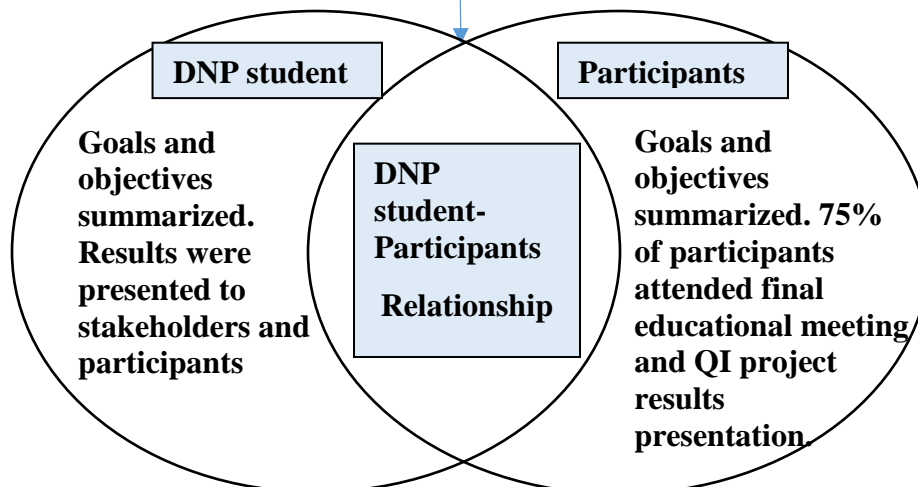 DNP student
Participants
Goals and
objectives
summarized.
Results were
presented to
stakeholders and
participants
DNP
student-
Participants
Relationship
Goals and
objectives
summarized. 75%
of participants
attended final
educational meeting
and QI project
results
presentation.